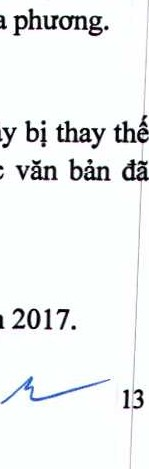 phương.
bị thay thế
văn bản đã
2017.
13